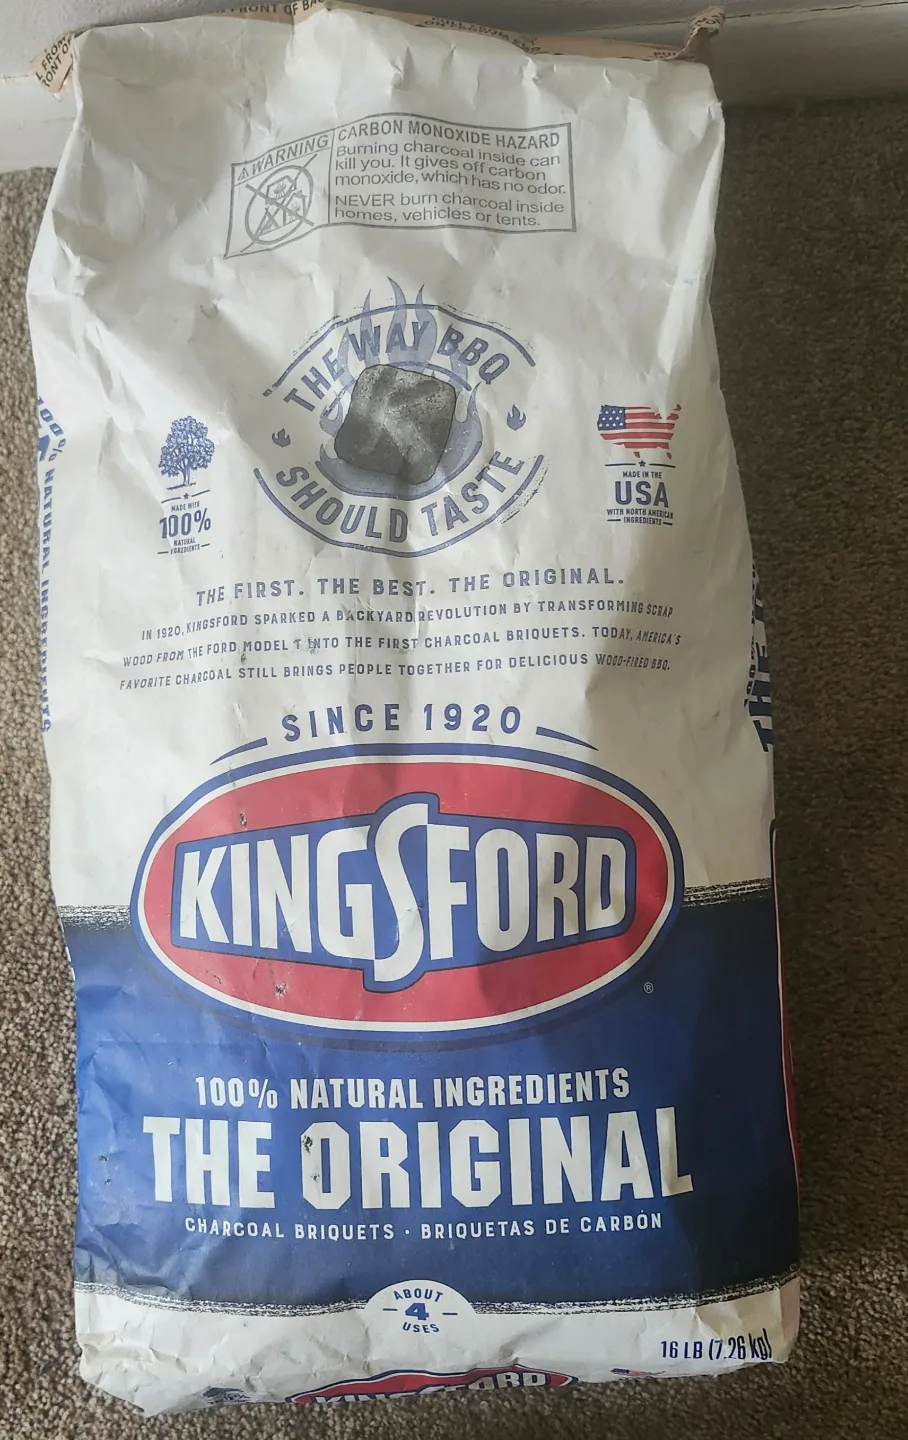 FRONT OF BAG
WARNING
CARBON MONOXIDE HAZARD
Burning charcoal inside can
kill you. It gives off carbon
monoxide, which has no odor.
NEVER burn charcoal inside
homes, vehicles or tents.
THE WAY BBQ
SHOULD TASTE
MADE WITH
100%
NATURAL
INGREDIENTS
MADE IN THE
USA
WITH NORTH AMERICAN
INGREDIENTS
100% NATURAL INGREDIENTS
THE FIRST. THE BEST. THE ORIGINAL.
IN 1920, KINGSFORD SPARKED A BACKYARD REVOLUTION BY TRANSFORMING SCRAP
WOOD FROM THE FORD MODEL T INTO THE FIRST CHARCOAL BRIQUETS. TODAY, AMERICA'S
FAVORITE CHARCOAL STILL BRINGS PEOPLE TOGETHER FOR DELICIOUS WOOD-FIRED BBQ.
THE
SINCE 1920
KINGSFORD
®
100% NATURAL INGREDIENTS
THE ORIGINAL
CHARCOAL BRIQUETS · BRIQUETAS DE CARBÓN
ABOUT
4
USES
16 LB (7.26 kg)
KINGSFORD